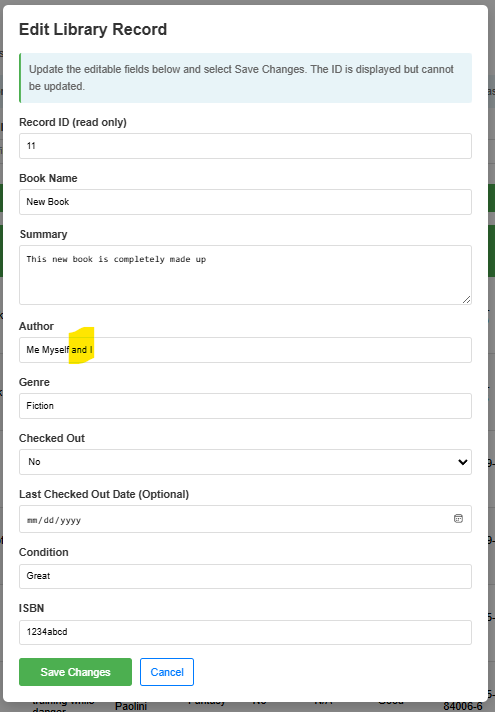 Edit Library Record
Update the editable fields below and select Save Changes. The ID is displayed but cannot
be updated.
Record ID (read only)
11
Book Name
New Book
Summary
This new book is completely made up
Author
Me Myself and I
Genre
Fiction
Checked Out
No
Last Checked Out Date (Optional)
mm/dd/yyyy
Condition
Great
ISBN
1234abcd
Save Changes Cancel
Paolini
84006-6